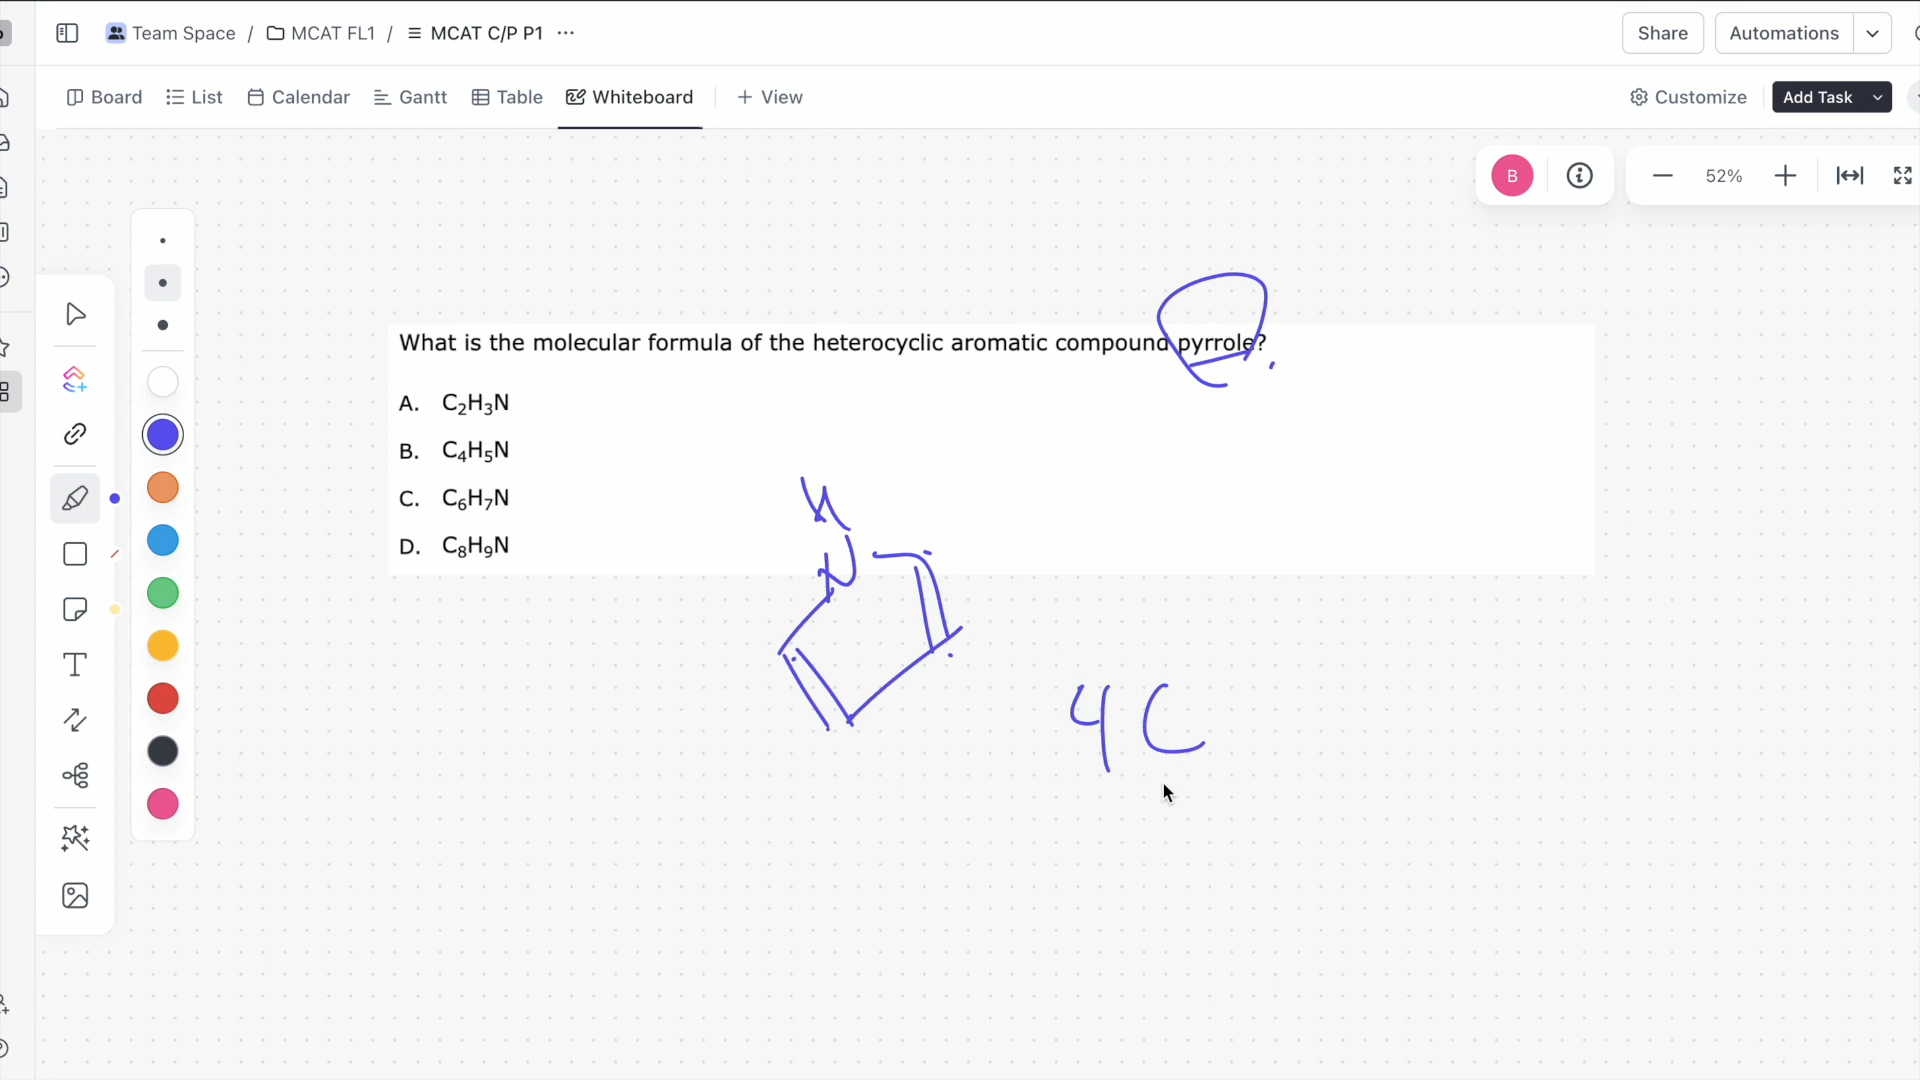 Team Space / MCAT FL1 / MCAT C/P P1 ...
Share
Automations
Board
List
Calendar
Gantt
Table
Whiteboard
+ View
Customize
Add Task
B
52%
What is the molecular formula of the heterocyclic aromatic compound pyrrole?
A. C₂H₃N
B. C₄H₅N
C. C₆H₇N
D. C₈H₉N
N
4 C